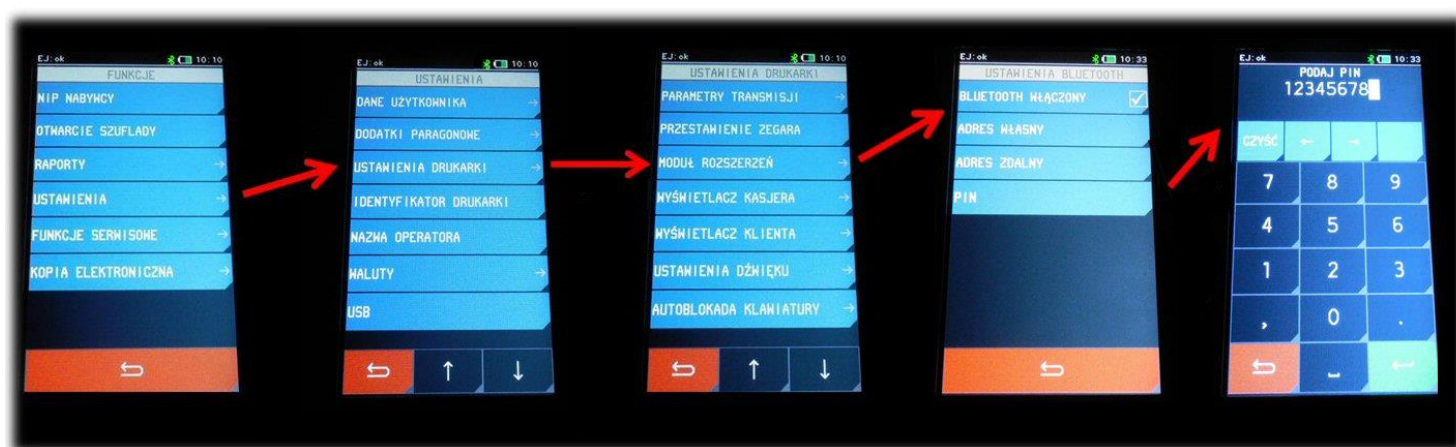 EJ:ok 10:10
FUNKCJE
NIP NABYWCY
OTWARCIE SZUFLADY
RAPORTY →
USTAWIENIA →
FUNKCJE SERWISOWE →
KOPIA ELEKTRONICZNA →
EJ:ok 10:10
USTAWIENIA
DANE UŻYTKOWNIKA →
DODATKI PARAGONOWE →
USTAWIENIA DRUKARKI →
IDENTYFIKATOR DRUKARKI
NAZWA OPERATORA
WALUTY →
USB
↑ ↓
EJ:ok 10:10
USTAWIENIA DRUKARKI
PARAMETRY TRANSMISJI →
PRZESTAWIENIE ZEGARA
MODUŁ ROZSZERZEŃ →
WYŚWIETLACZ KASJERA →
WYŚWIETLACZ KLIENTA →
USTAWIENIA DŹWIĘKU →
AUTOBLOKADA KLAWIATURY →
↑ ↓
EJ:ok 10:33
USTAWIENIA BLUETOOTH
BLUETOOTH WŁĄCZONY
ADRES WŁASNY
ADRES ZDALNY
PIN
EJ:ok 10:33
PODAJ PIN
12345678
CZYŚĆ ← →
7 8 9
4 5 6
1 2 3
, 0 .